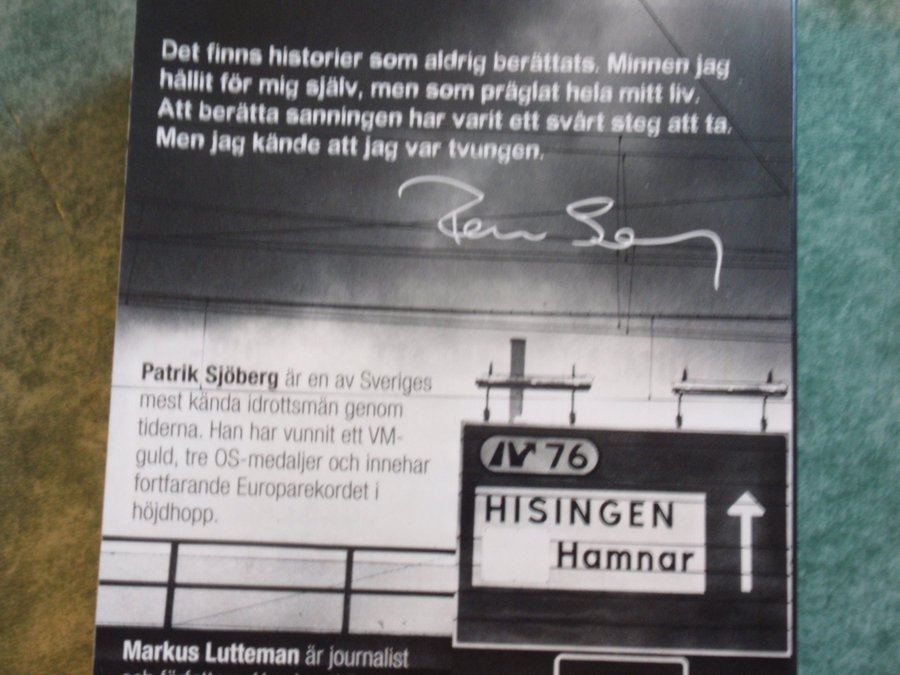 Det finns historier som aldrig berättats. Minnen jag
hållit för mig själv, men som präglat hela mitt liv.
Att berätta sanningen har varit ett svårt steg att ta.
Men jag kände att jag var tvungen.
Patrik Sjöberg är en av Sveriges
mest kända idrottsmän genom
tiderna. Han har vunnit ett VM-
guld, tre OS-medaljer och innehar
fortfarande Europarekordet i
höjdhopp.
76
HISINGEN
Hamnar
Markus Lutteman är journalist